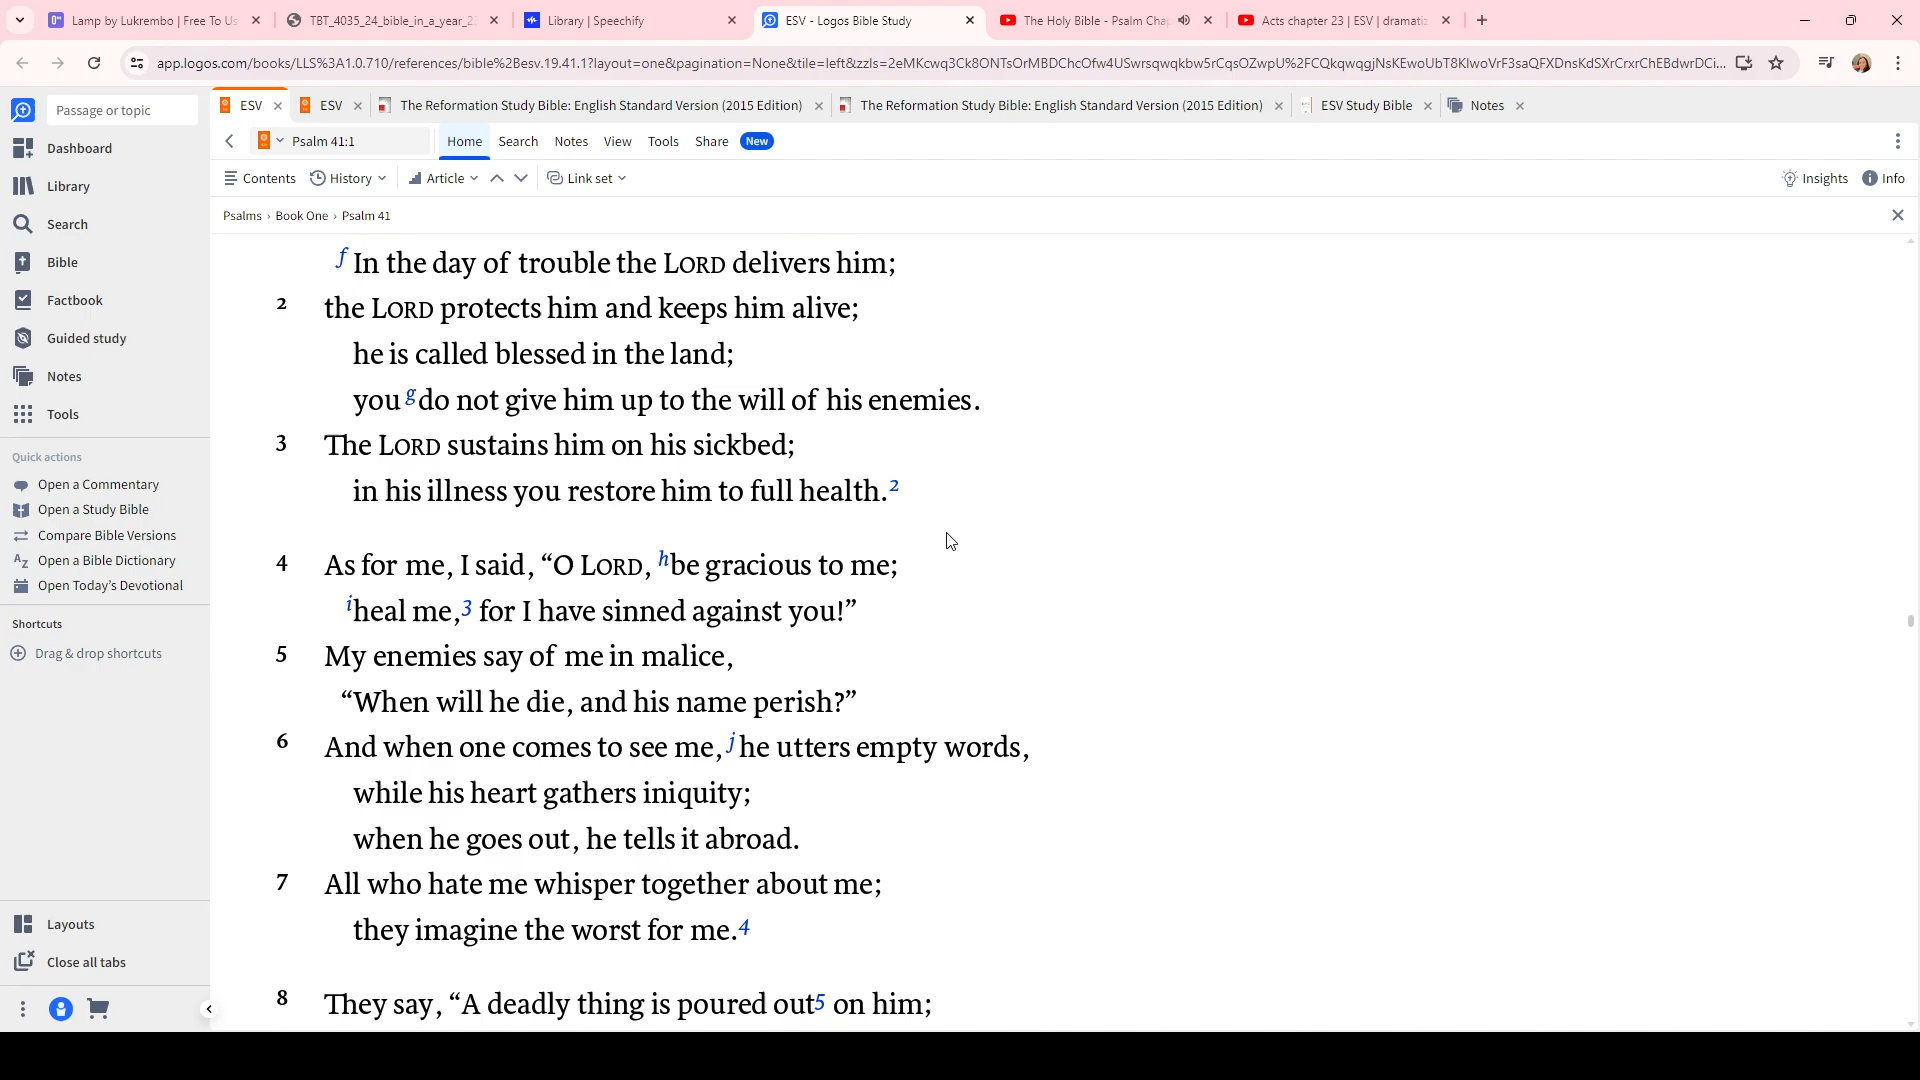 Lamp by Lukrembo | Free To Us
TBT_4035_24_bible_in_a_year_2
Library | Speechify
ESV - Logos Bible Study
The Holy Bible - Psalm Cha
Acts chapter 23 | ESV | dramatiz
app.logos.com/books/LLS%3A1.0.710/references/bible%2Besv.19.41.1?layout=one&pagination=None&tile=left&zzls=2eMKcwq3Ck8ONTsOrMBDChcOfw4USwrsqwqkbw5rCqsOZwpU%2FCQkqwqgjNsKEwoUbT8KlwoVrF3saQFXDnsKdSXrCrxrChEBdwrDCi...
Passage or topic
ESV
ESV
The Reformation Study Bible: English Standard Version (2015 Edition)
The Reformation Study Bible: English Standard Version (2015 Edition)
ESV Study Bible
Notes
Psalm 41:1
Home
Search
Notes
View
Tools
Share
New
Contents
History
Article
Link set
Insights
Info
Psalms › Book One › Psalm 41
Dashboard
Library
Search
Bible
Factbook
Guided study
Notes
Tools
Quick actions
Open a Commentary
Open a Study Bible
Compare Bible Versions
Open a Bible Dictionary
Open Today's Devotional
Shortcuts
Drag & drop shortcuts
Layouts
Close all tabs
f In the day of trouble the LORD delivers him;
2 the LORD protects him and keeps him alive;
he is called blessed in the land;
you g do not give him up to the will of his enemies.
3 The LORD sustains him on his sickbed;
in his illness you restore him to full health.2
4 As for me, I said, “O LORD, h be gracious to me;
i heal me,3 for I have sinned against you!”
5 My enemies say of me in malice,
“When will he die, and his name perish?”
6 And when one comes to see me, j he utters empty words,
while his heart gathers iniquity;
when he goes out, he tells it abroad.
7 All who hate me whisper together about me;
they imagine the worst for me.4
8 They say, “A deadly thing is poured out5 on him;